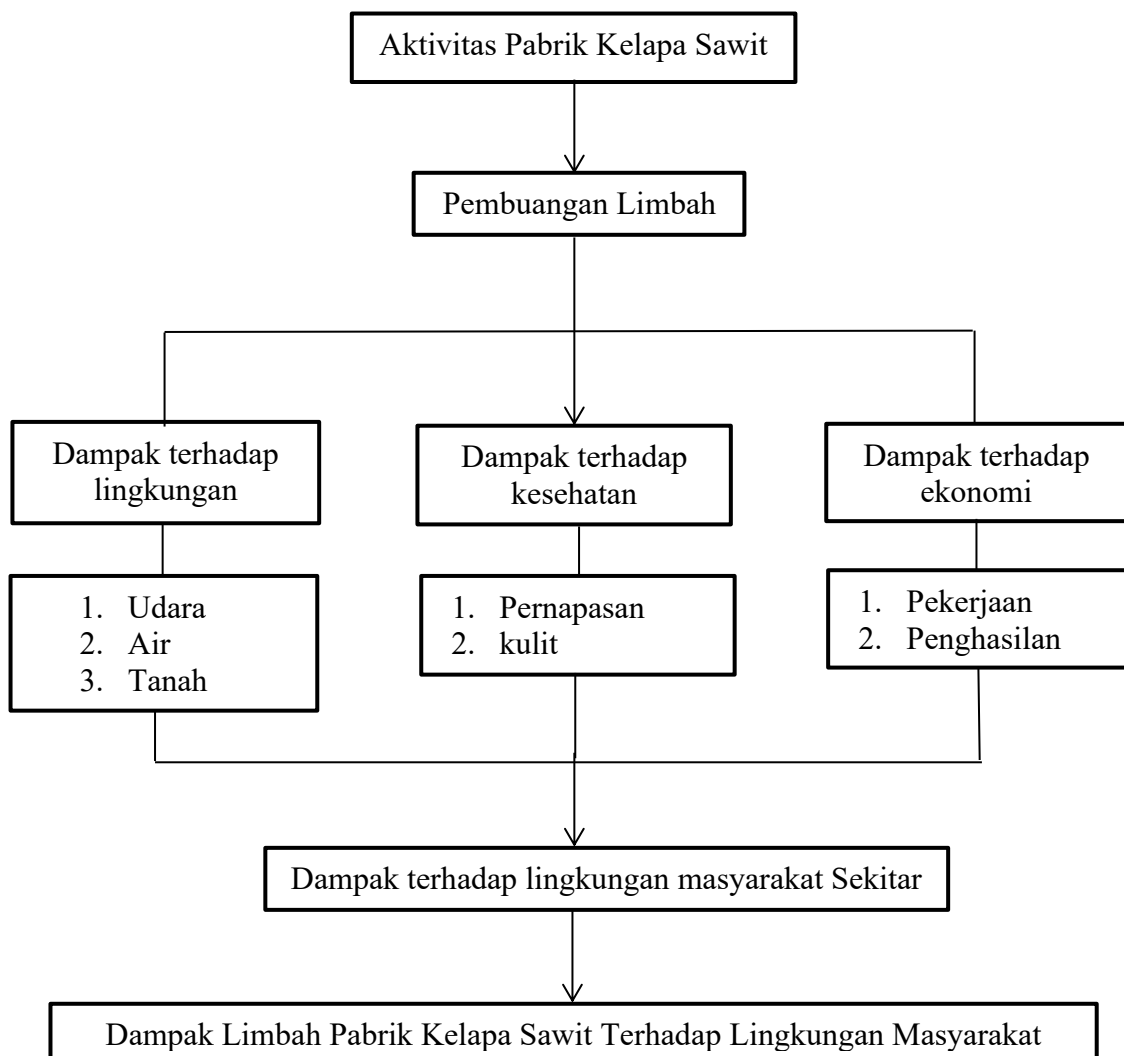 Aktivitas Pabrik Kelapa Sawit
Pembuangan Limbah
Dampak terhadap
lingkungan
Dampak terhadap
kesehatan
Dampak terhadap
ekonomi
1. Udara
2. Air
3. Tanah
1. Pernapasan
2. kulit
1. Pekerjaan
2. Penghasilan
Dampak terhadap lingkungan masyarakat Sekitar
Dampak Limbah Pabrik Kelapa Sawit Terhadap Lingkungan Masyarakat